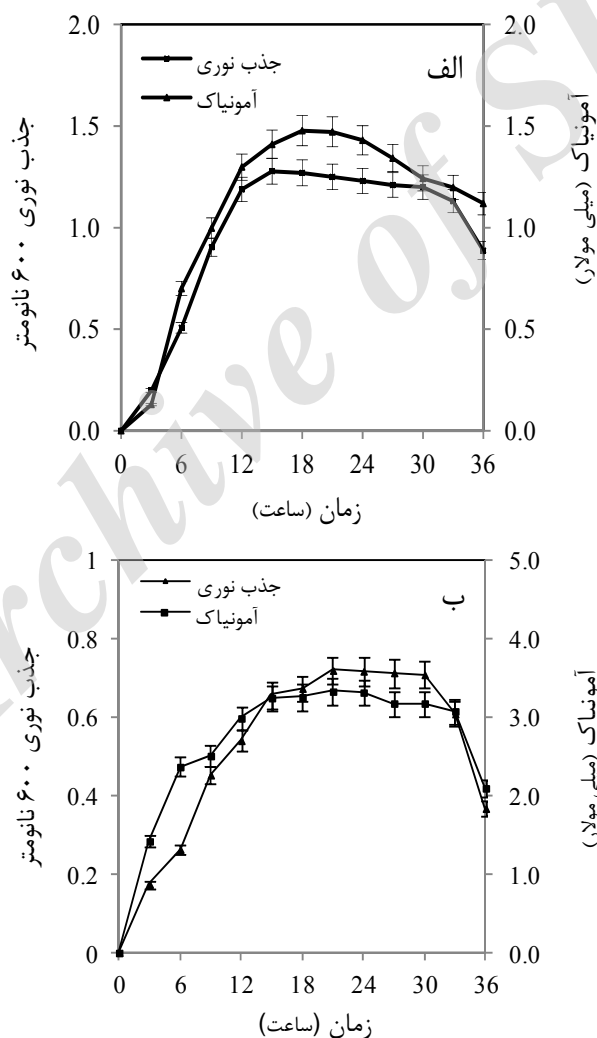 الف
جذب نوری
آمونیاک
2.0
1.5
1.0
0.5
0.0
2.0
1.5
1.0
0.5
0.0
0 6 12 18 24 30 36
جذب نوری ۶۰۰ نانومتر
آمونیاک (میلی مولار)
زمان (ساعت)
ب
جذب نوری
آمونیاک
1
0.8
0.6
0.4
0.2
0
5.0
4.0
3.0
2.0
1.0
0.0
0 6 12 18 24 30 36
جذب نوری ۶۰۰ نانومتر
آمونیاک (میلی مولار)
زمان (ساعت)
Archive of S